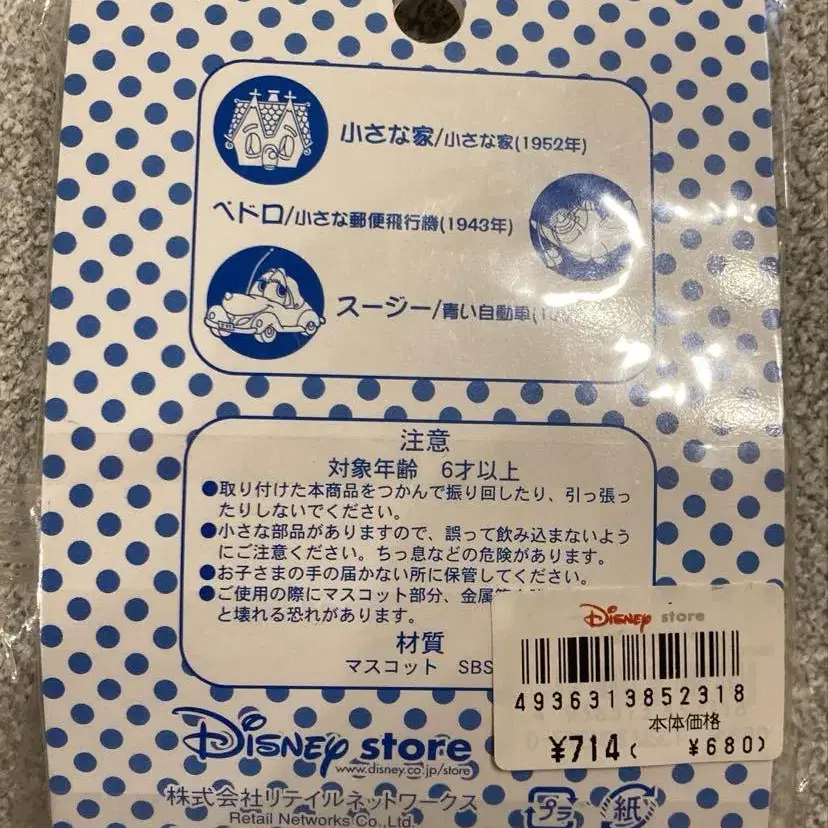 小さな家/小さな家(1952年)
ペドロ/小さな郵便飛行機(1943年)
スージー/青い自動車(
注意
対象年齢 6才以上
●取り付けた本商品をつかんで振り回したり、引っ張っ
たりしないでください。
●小さな部品がありますので、誤って飲み込まないよう
にご注意ください。ちっ息などの危険があります。
●お子さまの手の届かない所に保管してください。
●ご使用の際にマスコット部分、金属
と壊れる恐れがあります。
材質
マスコット SBS
DISNEY store
4936313852318
本体価格
¥714( ¥680)
DISNEY store
www.disney.co.jp/store
株式会社リテイルネットワークス
Retail Networks Co.,Ltd.
プラ
紙